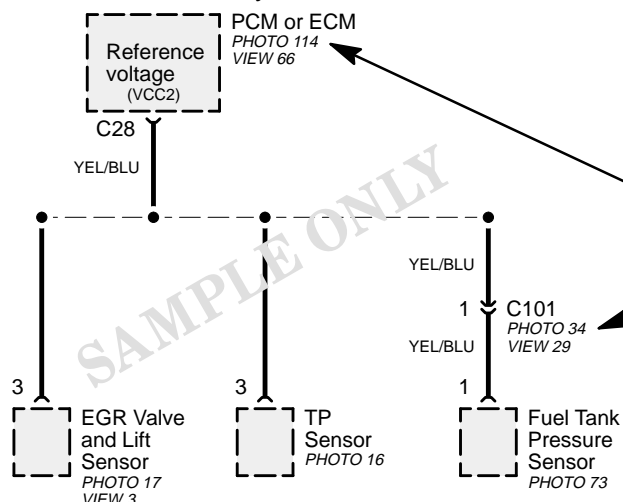 PCM or ECM
PHOTO 114
VIEW 66
Reference
voltage
(VCC2)
C28
YEL/BLU
SAMPLE ONLY
YEL/BLU
1
C101
PHOTO 34
VIEW 29
YEL/BLU
3
EGR Valve
and Lift
Sensor
PHOTO 17
VIEW 3
3
TP
Sensor
PHOTO 16
1
Fuel Tank
Pressure
Sensor
PHOTO 73